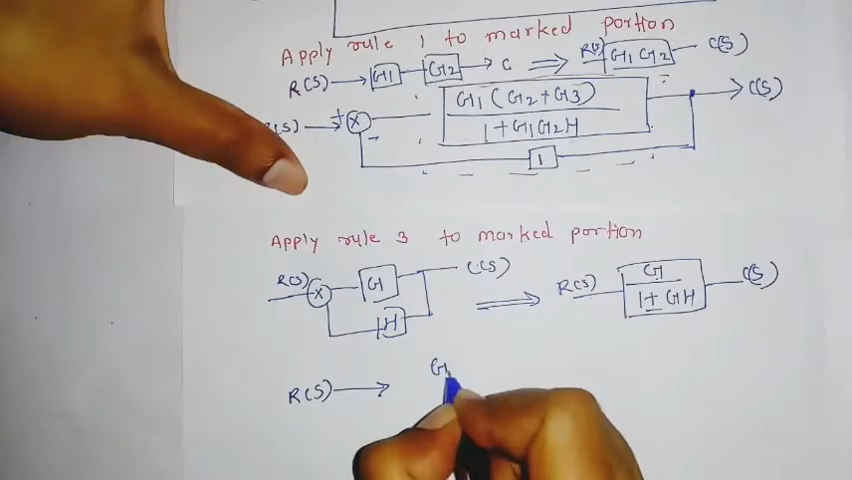 Apply rule 1 to marked portion
R(S) G1 G2 C ⇒ R(S) G1 G2 C(S)
R(S) + X G1(G2+G3) C(S)
- 1+G1G2H
1
Apply rule 3 to marked portion
R(S) X G C(S) ⇒ R(S) G C(S)
H 1+GH
R(S) G1